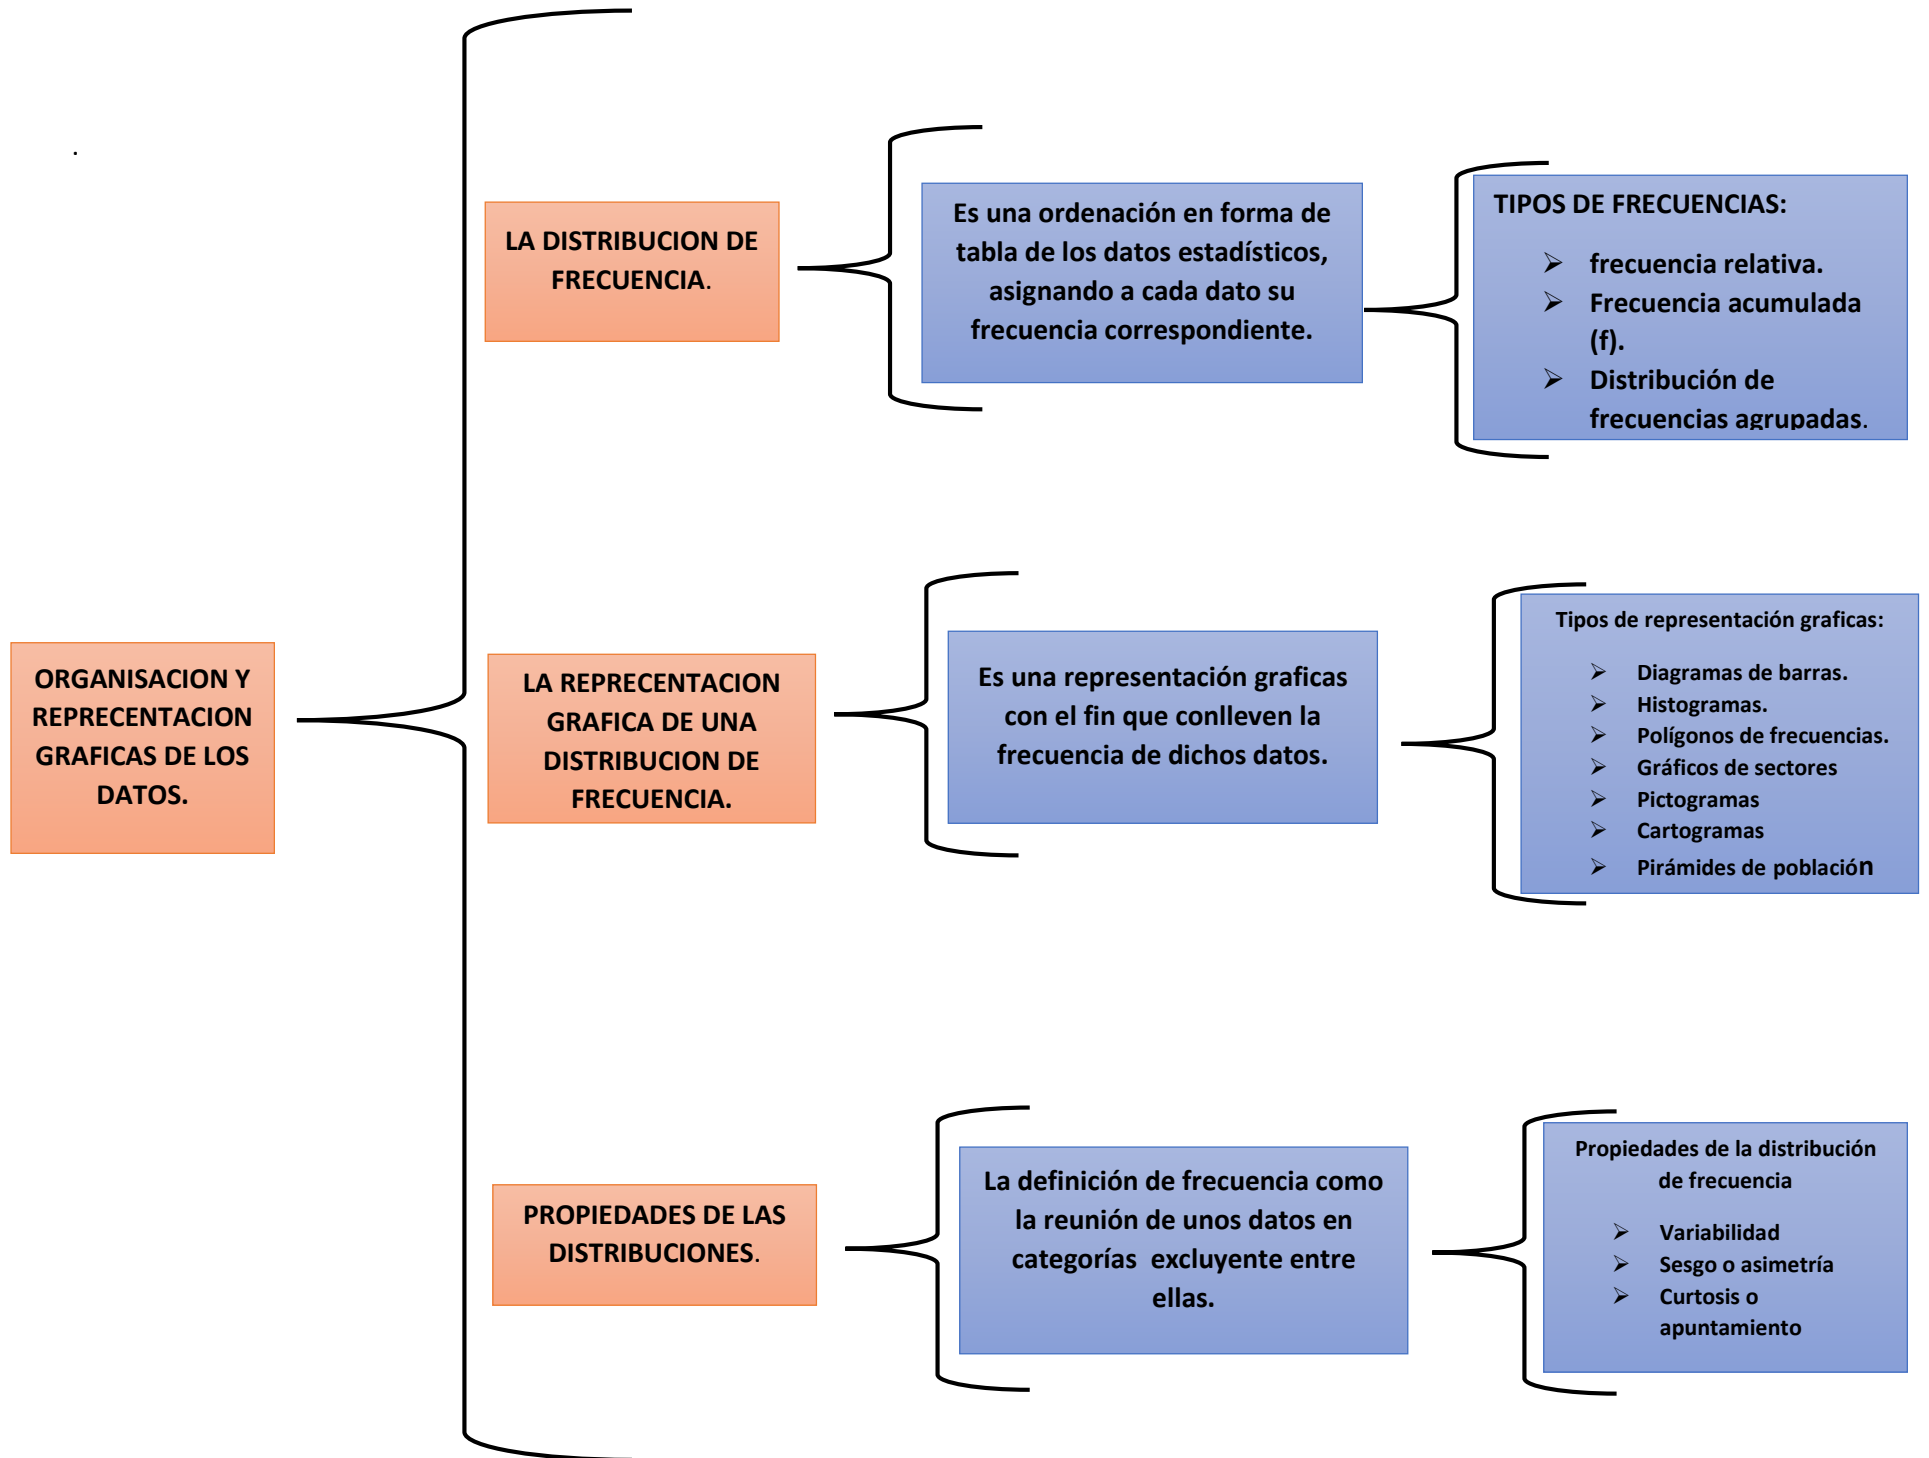 .
ORGANISACION Y
REPRECENTACION
GRAFICAS DE LOS
DATOS.
LA DISTRIBUCION DE
FRECUENCIA.
Es una ordenación en forma de
tabla de los datos estadísticos,
asignando a cada dato su
frecuencia correspondiente.
TIPOS DE FRECUENCIAS:
➢ frecuencia relativa.
➢ Frecuencia acumulada
(f).
➢ Distribución de
frecuencias agrupadas.
LA REPRECENTACION
GRAFICA DE UNA
DISTRIBUCION DE
FRECUENCIA.
Es una representación graficas
con el fin que conlleven la
frecuencia de dichos datos.
Tipos de representación graficas:
➢ Diagramas de barras.
➢ Histogramas.
➢ Polígonos de frecuencias.
➢ Gráficos de sectores
➢ Pictogramas
➢ Cartogramas
➢ Pirámides de población
PROPIEDADES DE LAS
DISTRIBUCIONES.
La definición de frecuencia como
la reunión de unos datos en
categorías excluyente entre
ellas.
Propiedades de la distribución
de frecuencia
➢ Variabilidad
➢ Sesgo o asimetría
➢ Curtosis o
apuntamiento